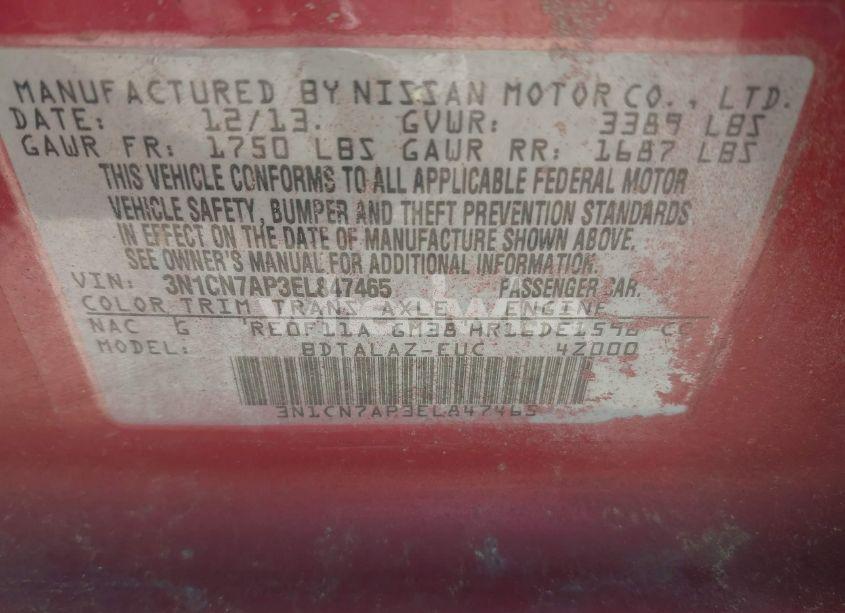 MANUFACTURED BY NISSAN MOTOR CO., LTD.
DATE: 12/13. GVWR: 3389 LBS
GAWR FR: 1750 LBS GAWR RR: 1687 LBS
THIS VEHICLE CONFORMS TO ALL APPLICABLE FEDERAL MOTOR
VEHICLE SAFETY, BUMPER AND THEFT PREVENTION STANDARDS
IN EFFECT ON THE DATE OF MANUFACTURE SHOWN ABOVE.
SEE OWNER'S MANUAL FOR ADDITIONAL INFORMATION.
VIN: 3N1CN7AP3EL847465 PASSENGER CAR.
COLOR TRIM TRANS AXLE ENGINE
NAC G RE0F11A GM38 HR16DE1598 CC
MODEL: BDTALAZ-EUC 42000
3N1CN7AP3EL847465